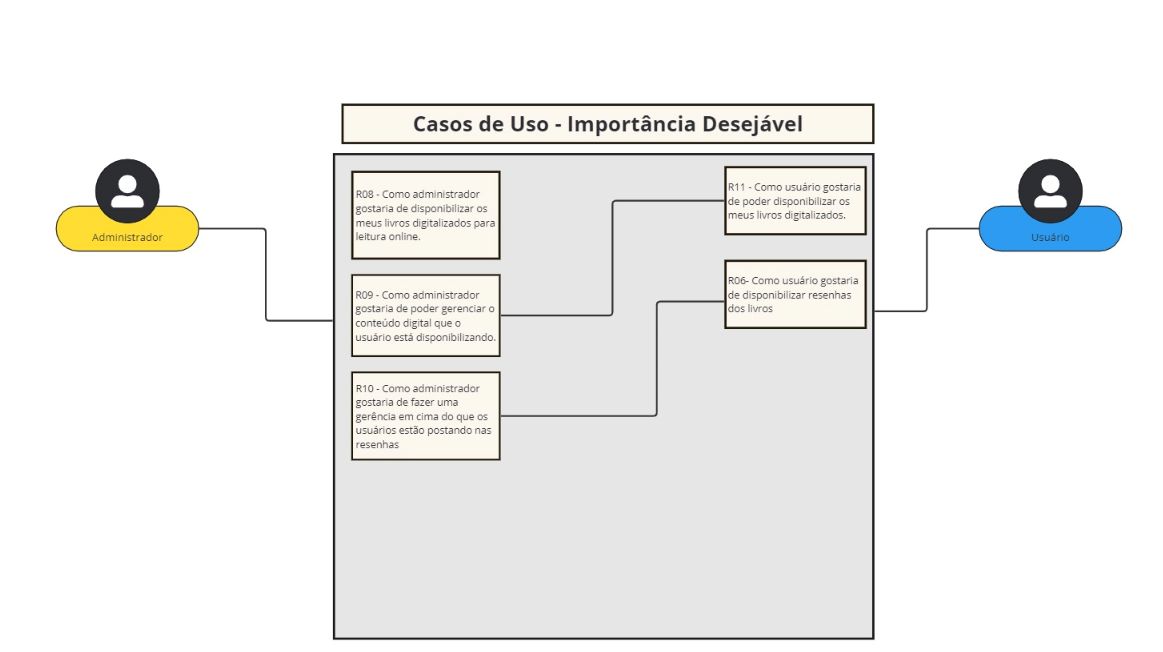 Casos de Uso - Importância Desejável
Administrador
R08 - Como administrador
gostaria de disponibilizar os
meus livros digitalizados para
leitura online.
R09 - Como administrador
gostaria de poder gerenciar o
conteúdo digital que o
usuário está disponibilizando.
R10 - Como administrador
gostaria de fazer uma
gerência em cima do que os
usuários estão postando nas
resenhas
R11 - Como usuário gostaria
de poder disponibilizar os
meus livros digitalizados.
R06- Como usuário gostaria
de disponibilizar resenhas
dos livros
Usuário